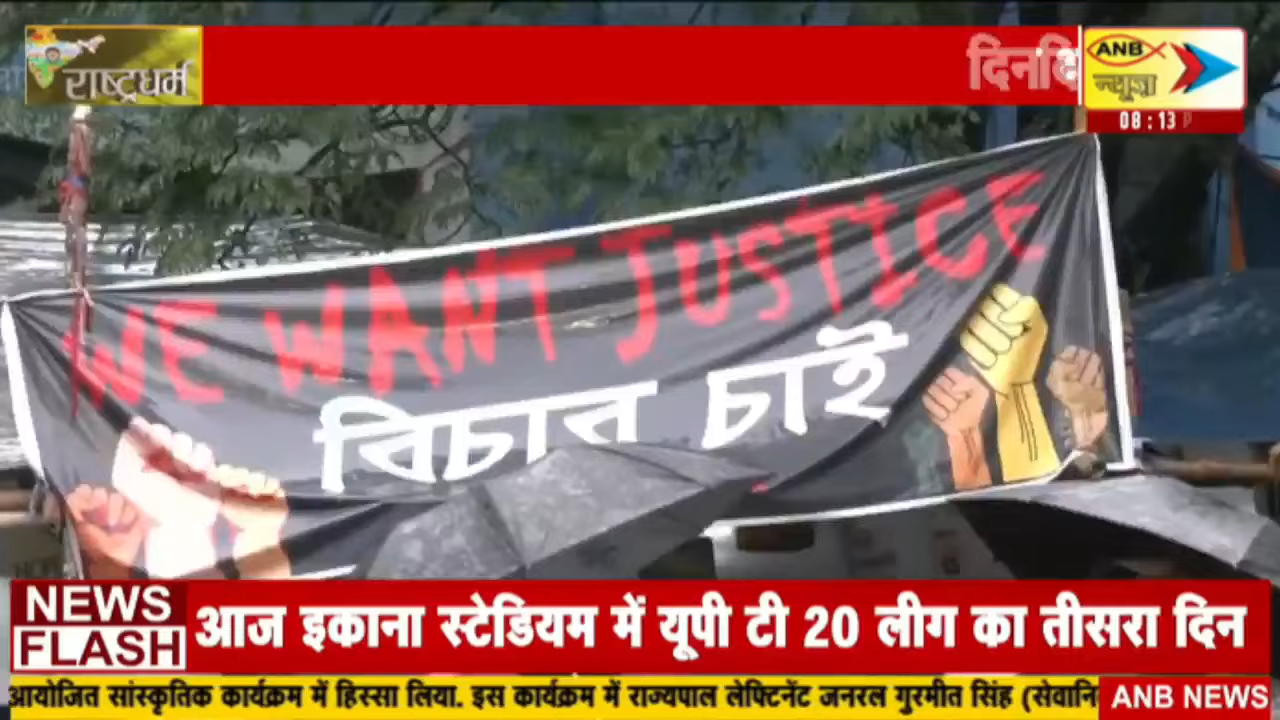 राष्ट्रधर्म
ANB
न्यूज़
08:13
WE WANT JUSTICE
বিচার চাই
NEWS
FLASH
आज इकाना स्टेडियम में यूपी टी 20 लीग का तीसरा दिन
आयोजित सांस्कृतिक कार्यक्रम में हिस्सा लिया. इस कार्यक्रम में राज्यपाल लेफ्टिनेंट जनरल गुरमीत सिंह
ANB NEWS